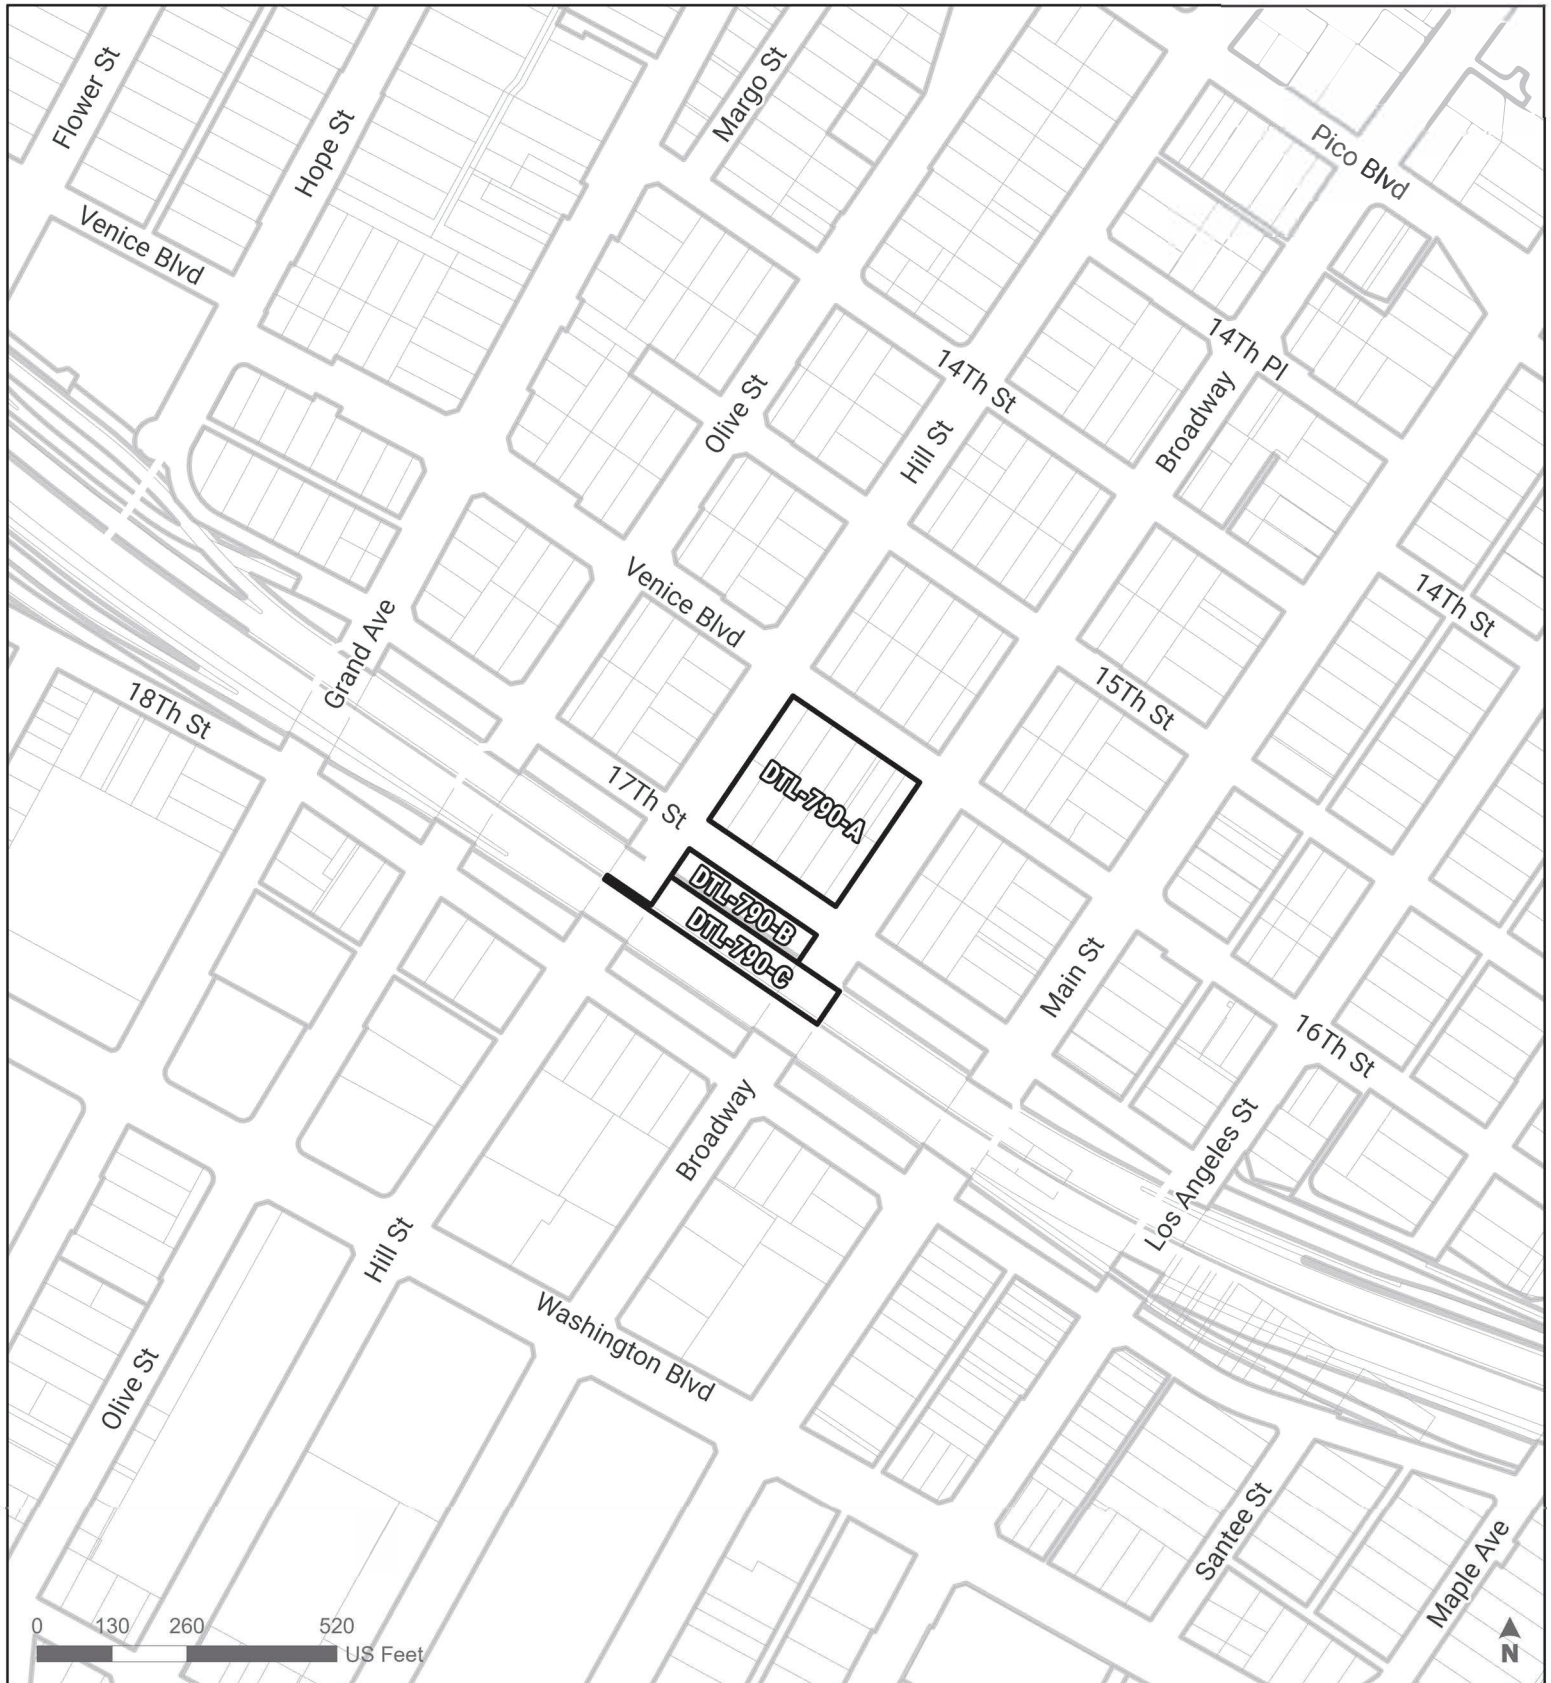 Flower St
Hope St
Margo St
Pico Blvd
Venice Blvd
14Th Pl
14Th St
Olive St
Hill St
Broadway
Venice Blvd
14Th St
Grand Ave
18Th St
15Th St
17Th St
DTL-790-A
DTL-790-B
DTL-790-C
Main St
16Th St
Broadway
Los Angeles St
Hill St
Washington Blvd
Olive St
Santee St
Maple Ave
0 130 260 520
US Feet
N